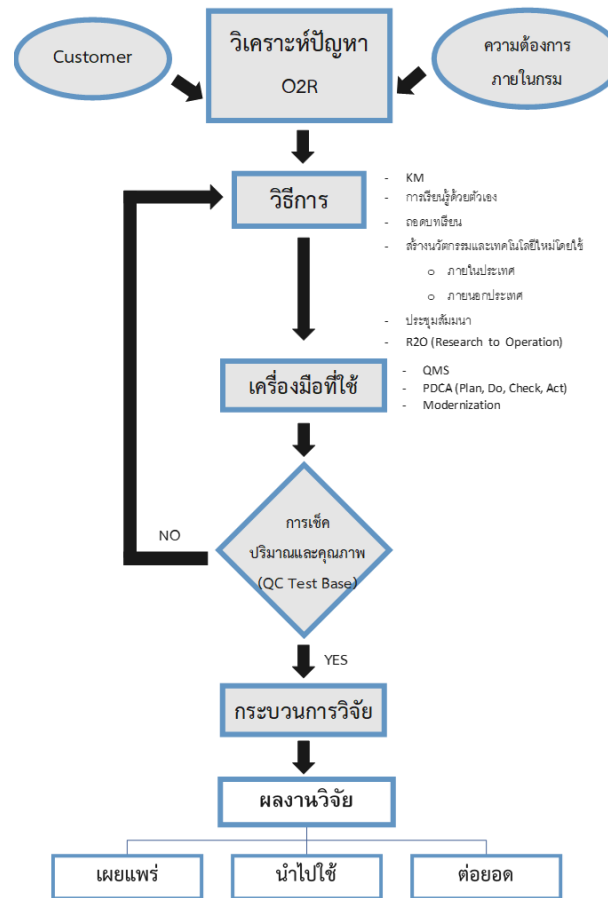 Customer
วิเคราะห์ปัญหา
O2R
ความต้องการ
ภายในกรม
วิธีการ
- KM
- การเรียนรู้ด้วยตัวเอง
- ถอดบทเรียน
- สร้างนวัตกรรมและเทคโนโลยีใหม่โดยใช้
o ภายในประเทศ
o ภายนอกประเทศ
- ประชุมสัมมนา
- R2O (Research to Operation)
เครื่องมือที่ใช้
- QMS
- PDCA (Plan, Do, Check, Act)
- Modernization
การเช็ค
ปริมาณและคุณภาพ
(QC Test Base)
NO
YES
กระบวนการวิจัย
ผลงานวิจัย
เผยแพร่
นำไปใช้
ต่อยอด